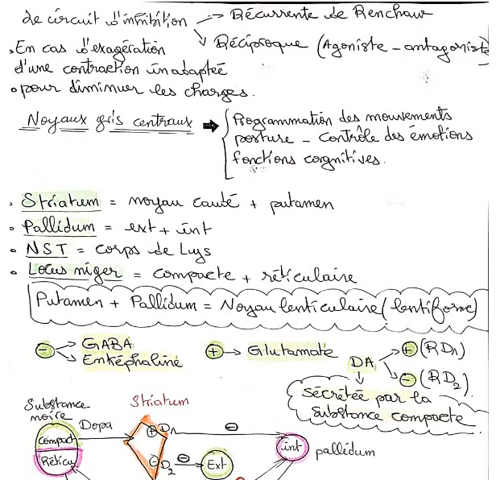 de circuit d'inhibition → Récurrente de Renchaw
↘ Réciproque (Agoniste - antagoniste)
• En cas d'exagération
d'une contraction inadaptée
• pour diminuer les charges.
Noyaux gris centraux → Programmation des mouvements
posture - contrôle des émotions
fonctions cognitives.
• Striatum = noyau caudé + putamen
• Pallidum = ext + int
• NST = corps de Luys
• Locus niger = compacte + réticulaire
Putamen + Pallidum = Noyau lenticulaire (lentiforme)
⊖ → GABA
↘ Enképhaline
⊕ → Glutamate
DA → ⊕ (RD1)
↘ ⊖ (RD2)
sécrétée par la
substance compacte
Substance
noire
Striatum
compact
Dopa
⊕ D1
⊖
int
pallidum
Réticu
⊖ D2
⊖
Ext